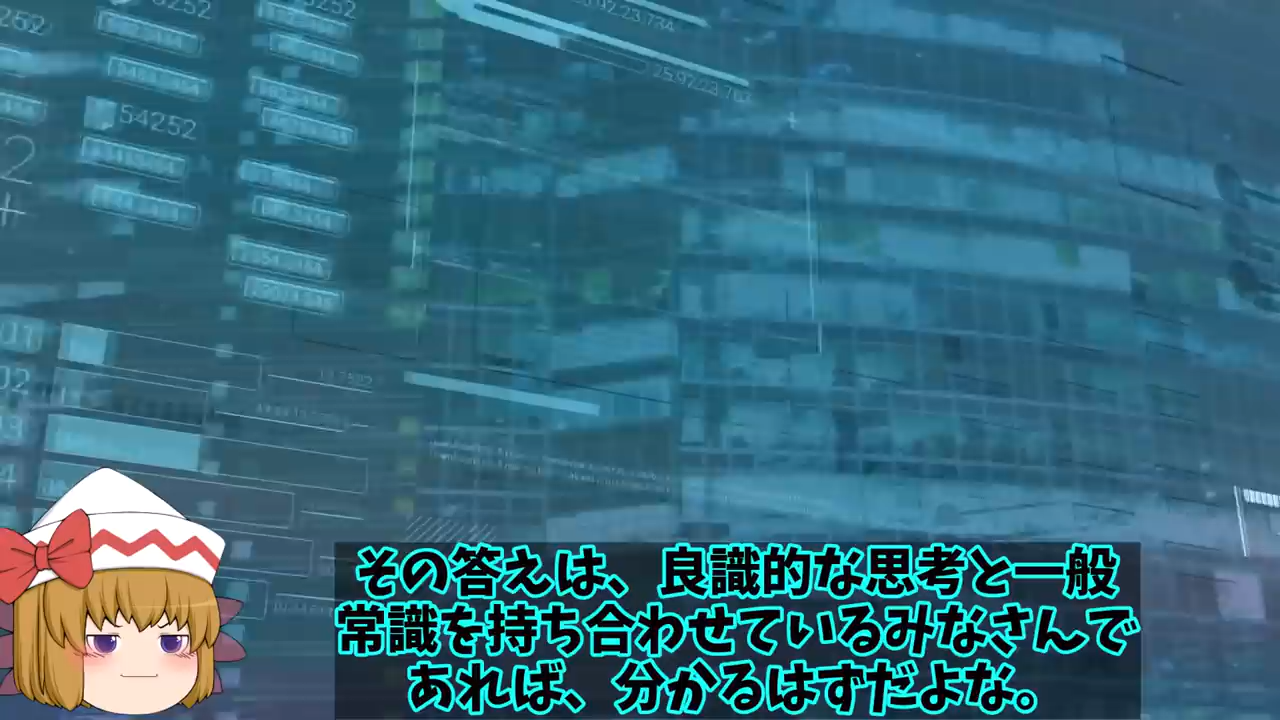 8252
54252
その答えは、良識的な思考と一般
常識を持ち合わせているみなさんで
あれば、分かるはずだよな。